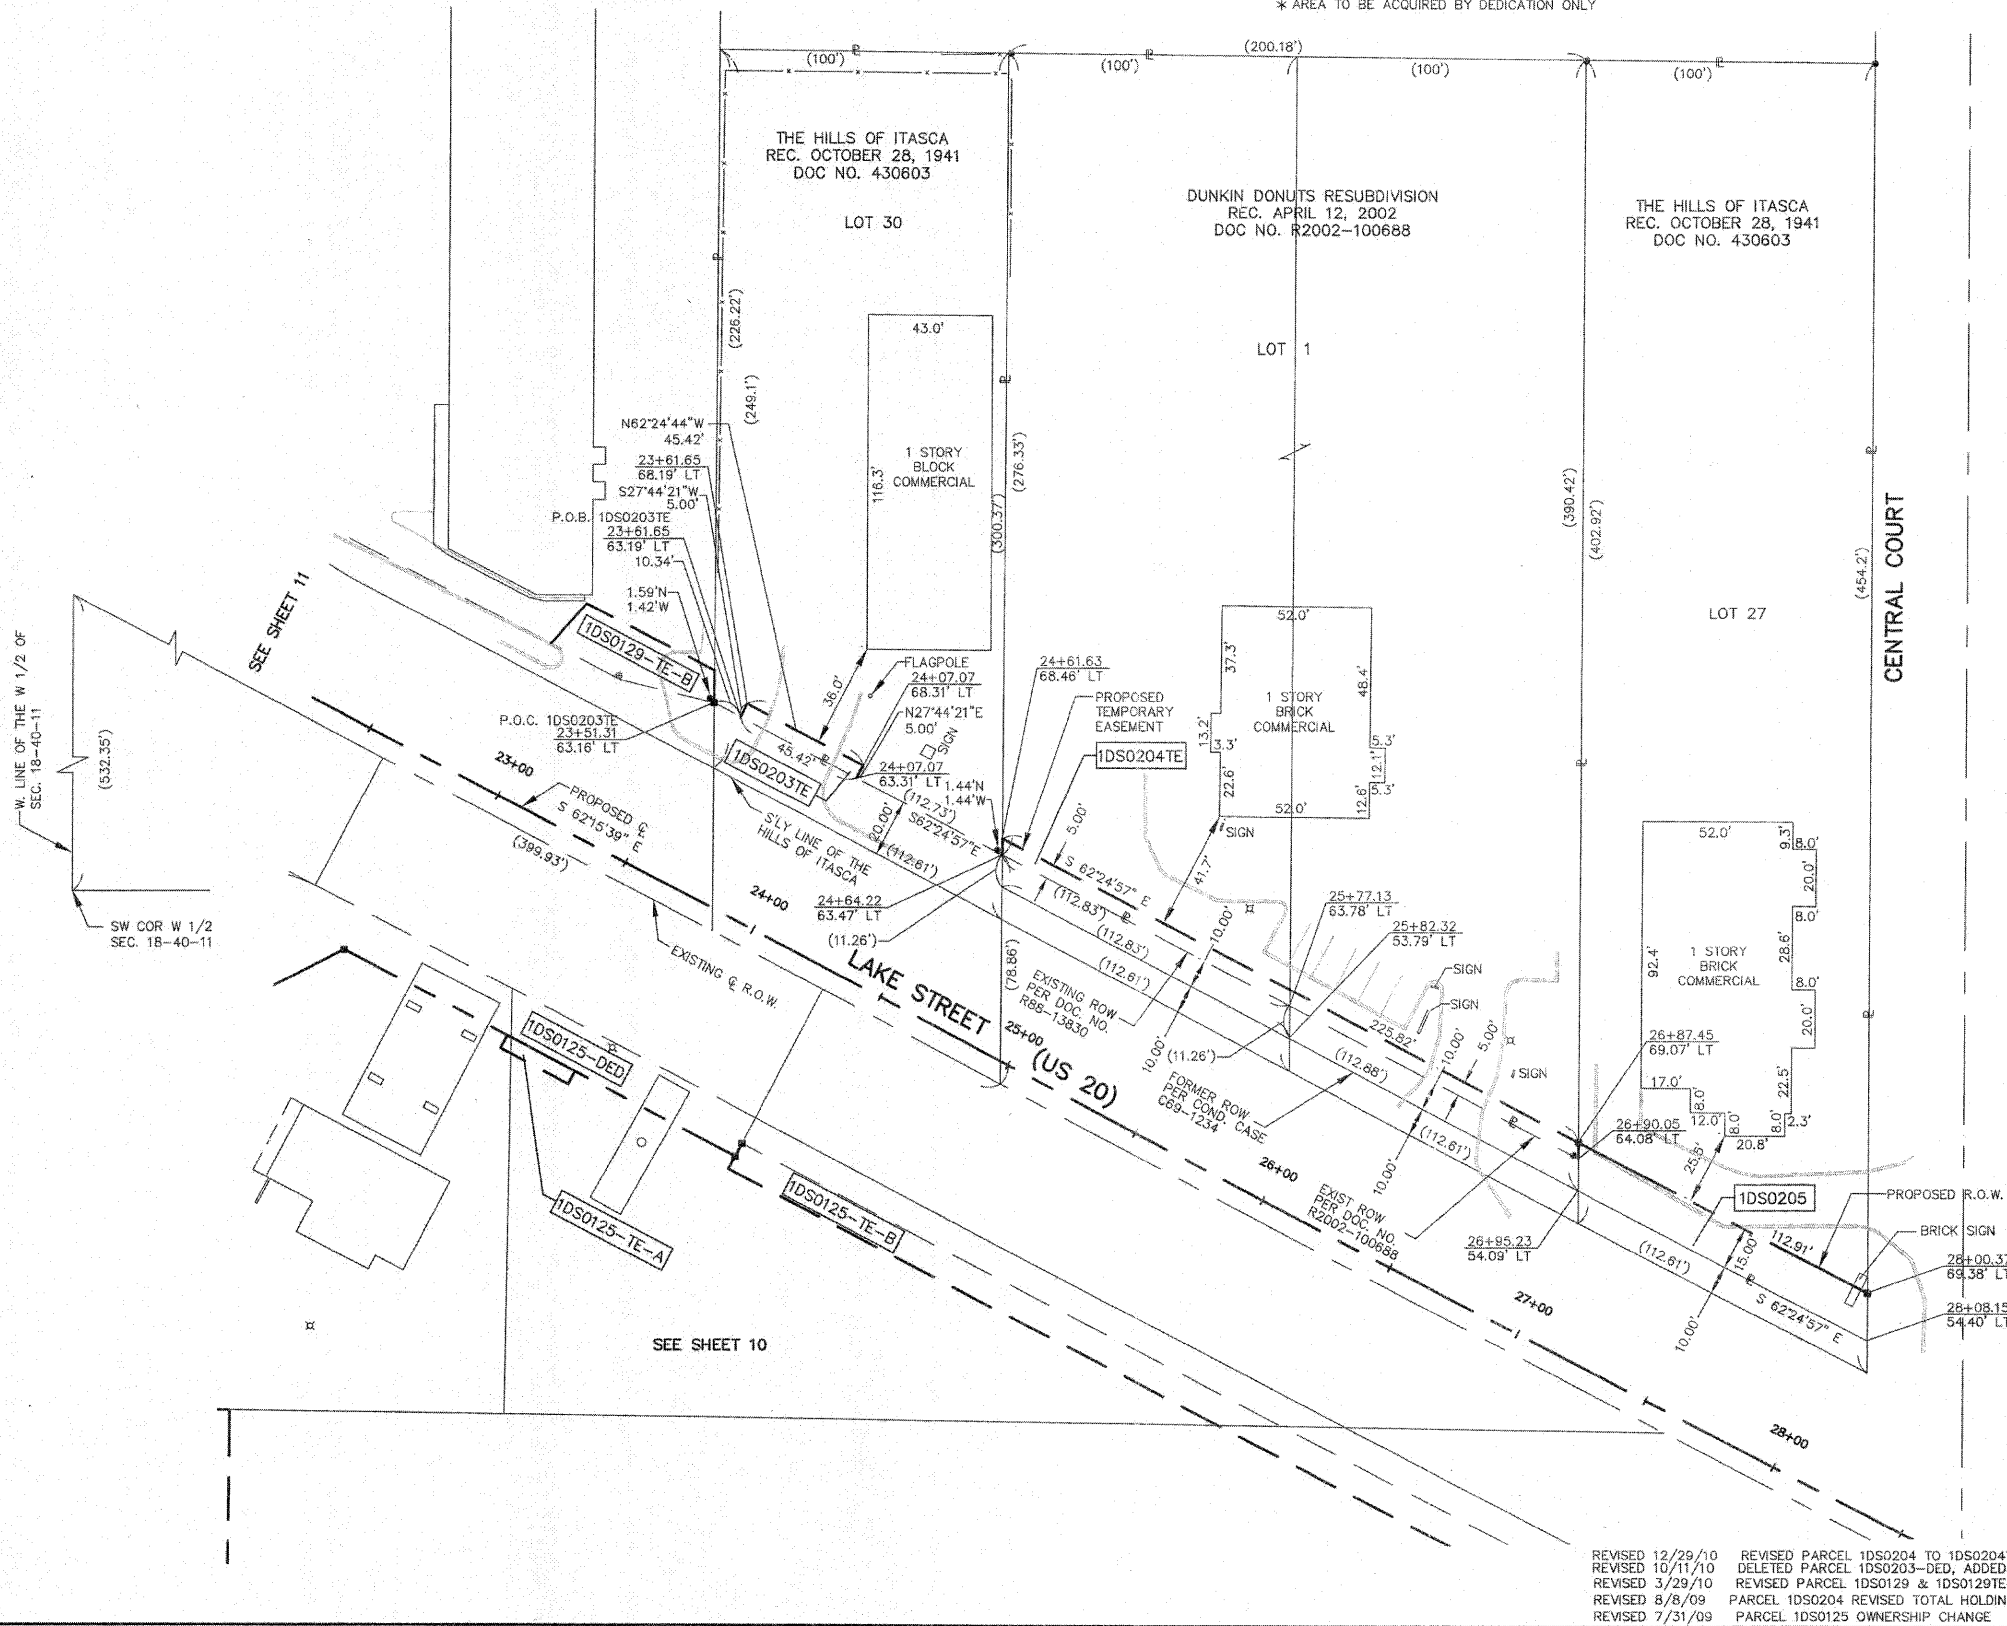 * AREA TO BE ACQUIRED BY DEDICATION ONLY
(200.18')
(100')
(100')
(100')
(100')
THE HILLS OF ITASCA
REC. OCTOBER 28, 1941
DOC NO. 430603
LOT 30
DUNKIN DONUTS RESUBDIVISION
REC. APRIL 12, 2002
DOC NO. R2002-100688
LOT 1
THE HILLS OF ITASCA
REC. OCTOBER 28, 1941
DOC NO. 430603
LOT 27
CENTRAL COURT
(226.22')
(249.1')
(276.33')
(300.37')
(390.42')
(402.92')
(454.2')
43.0'
116.3'
1 STORY
BLOCK
COMMERCIAL
36.0'
N62°24'44"W
45.42'
23+61.65
68.19' LT
S27°44'21"W
5.00'
P.O.B. 1DS0203TE
23+61.65
63.19' LT
10.34'
1.59'N
1.42'W
1DS0129-TE-B
P.O.C. 1DS0203TE
23+51.31
63.16' LT
1DS0203TE
45.42'
FLAGPOLE
24+07.07
68.31' LT
N27°44'21"E
5.00'
SIGN
24+07.07
63.31' LT
1.44'N
1.44'W
(112.73')
S62°24'57"E
20.00'
(112.61')
24+61.63
68.46' LT
PROPOSED
TEMPORARY
EASEMENT
1DS0204TE
24+64.22
63.47' LT
(11.26')
(78.86')
5.00'
S 62°24'57" E
(112.83')
(112.83')
(112.61')
52.0'
37.3'
48.4'
13.2'
3.3'
22.6'
5.3'
12.1'
5.3'
12.6'
52.0'
1 STORY
BRICK
COMMERCIAL
SIGN
41.7'
10.00'
10.00'
25+77.13
63.78' LT
25+82.32
53.79' LT
(11.26')
SIGN
SIGN
SIGN
225.82'
(112.88')
(112.61')
10.00'
5.00'
10.00'
26+87.45
69.07' LT
26+90.05
64.08' LT
26+95.23
54.09' LT
52.0'
9.3'
8.0'
20.0'
8.0'
28.6'
8.0'
20.0'
22.5'
2.3'
8.0'
20.8'
8.0'
12.0'
8.0'
17.0'
92.4'
1 STORY
BRICK
COMMERCIAL
25.5'
1DS0205
PROPOSED R.O.W.
BRICK SIGN
28+00.37
69.38' LT
28+08.15
54.40' LT
112.91'
15.00'
10.00'
(112.61')
S 62°24'57" E
SEE SHEET 11
W. LINE OF THE W 1/2 OF
SEC. 18-40-11
(532.35')
SW COR W 1/2
SEC. 18-40-11
23+00
PROPOSED ℄
S 62°15'39" E
(399.93')
S'LY LINE OF THE
HILLS OF ITASCA
24+00
EXISTING ℄ R.O.W.
LAKE STREET (US 20)
25+00
EXISTING ROW
PER DOC. NO.
R88-13830
FORMER ROW
PER COND. CASE
C69-1234
26+00
EXIST ROW
PER DOC. NO.
R2002-100688
27+00
28+00
1DS0125-DED
1DS0125-TE-A
1DS0125-TE-B
SEE SHEET 10
REVISED 12/29/10 REVISED PARCEL 1DS0204 TO 1DS0204
REVISED 10/11/10 DELETED PARCEL 1DS0203-DED, ADDED
REVISED 3/29/10 REVISED PARCEL 1DS0129 & 1DS0129TE
REVISED 8/8/09 PARCEL 1DS0204 REVISED TOTAL HOLDIN
REVISED 7/31/09 PARCEL 1DS0125 OWNERSHIP CHANGE